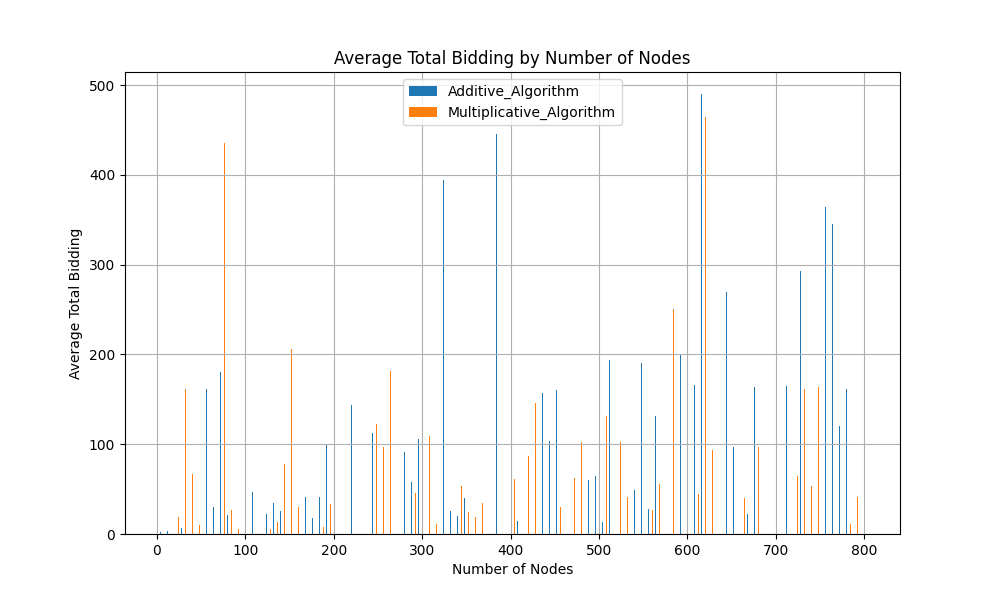 Average Total Bidding by Number of Nodes
Additive_Algorithm
Multiplicative_Algorithm
Average Total Bidding
500
400
300
200
100
0
0 100 200 300 400 500 600 700 800
Number of Nodes